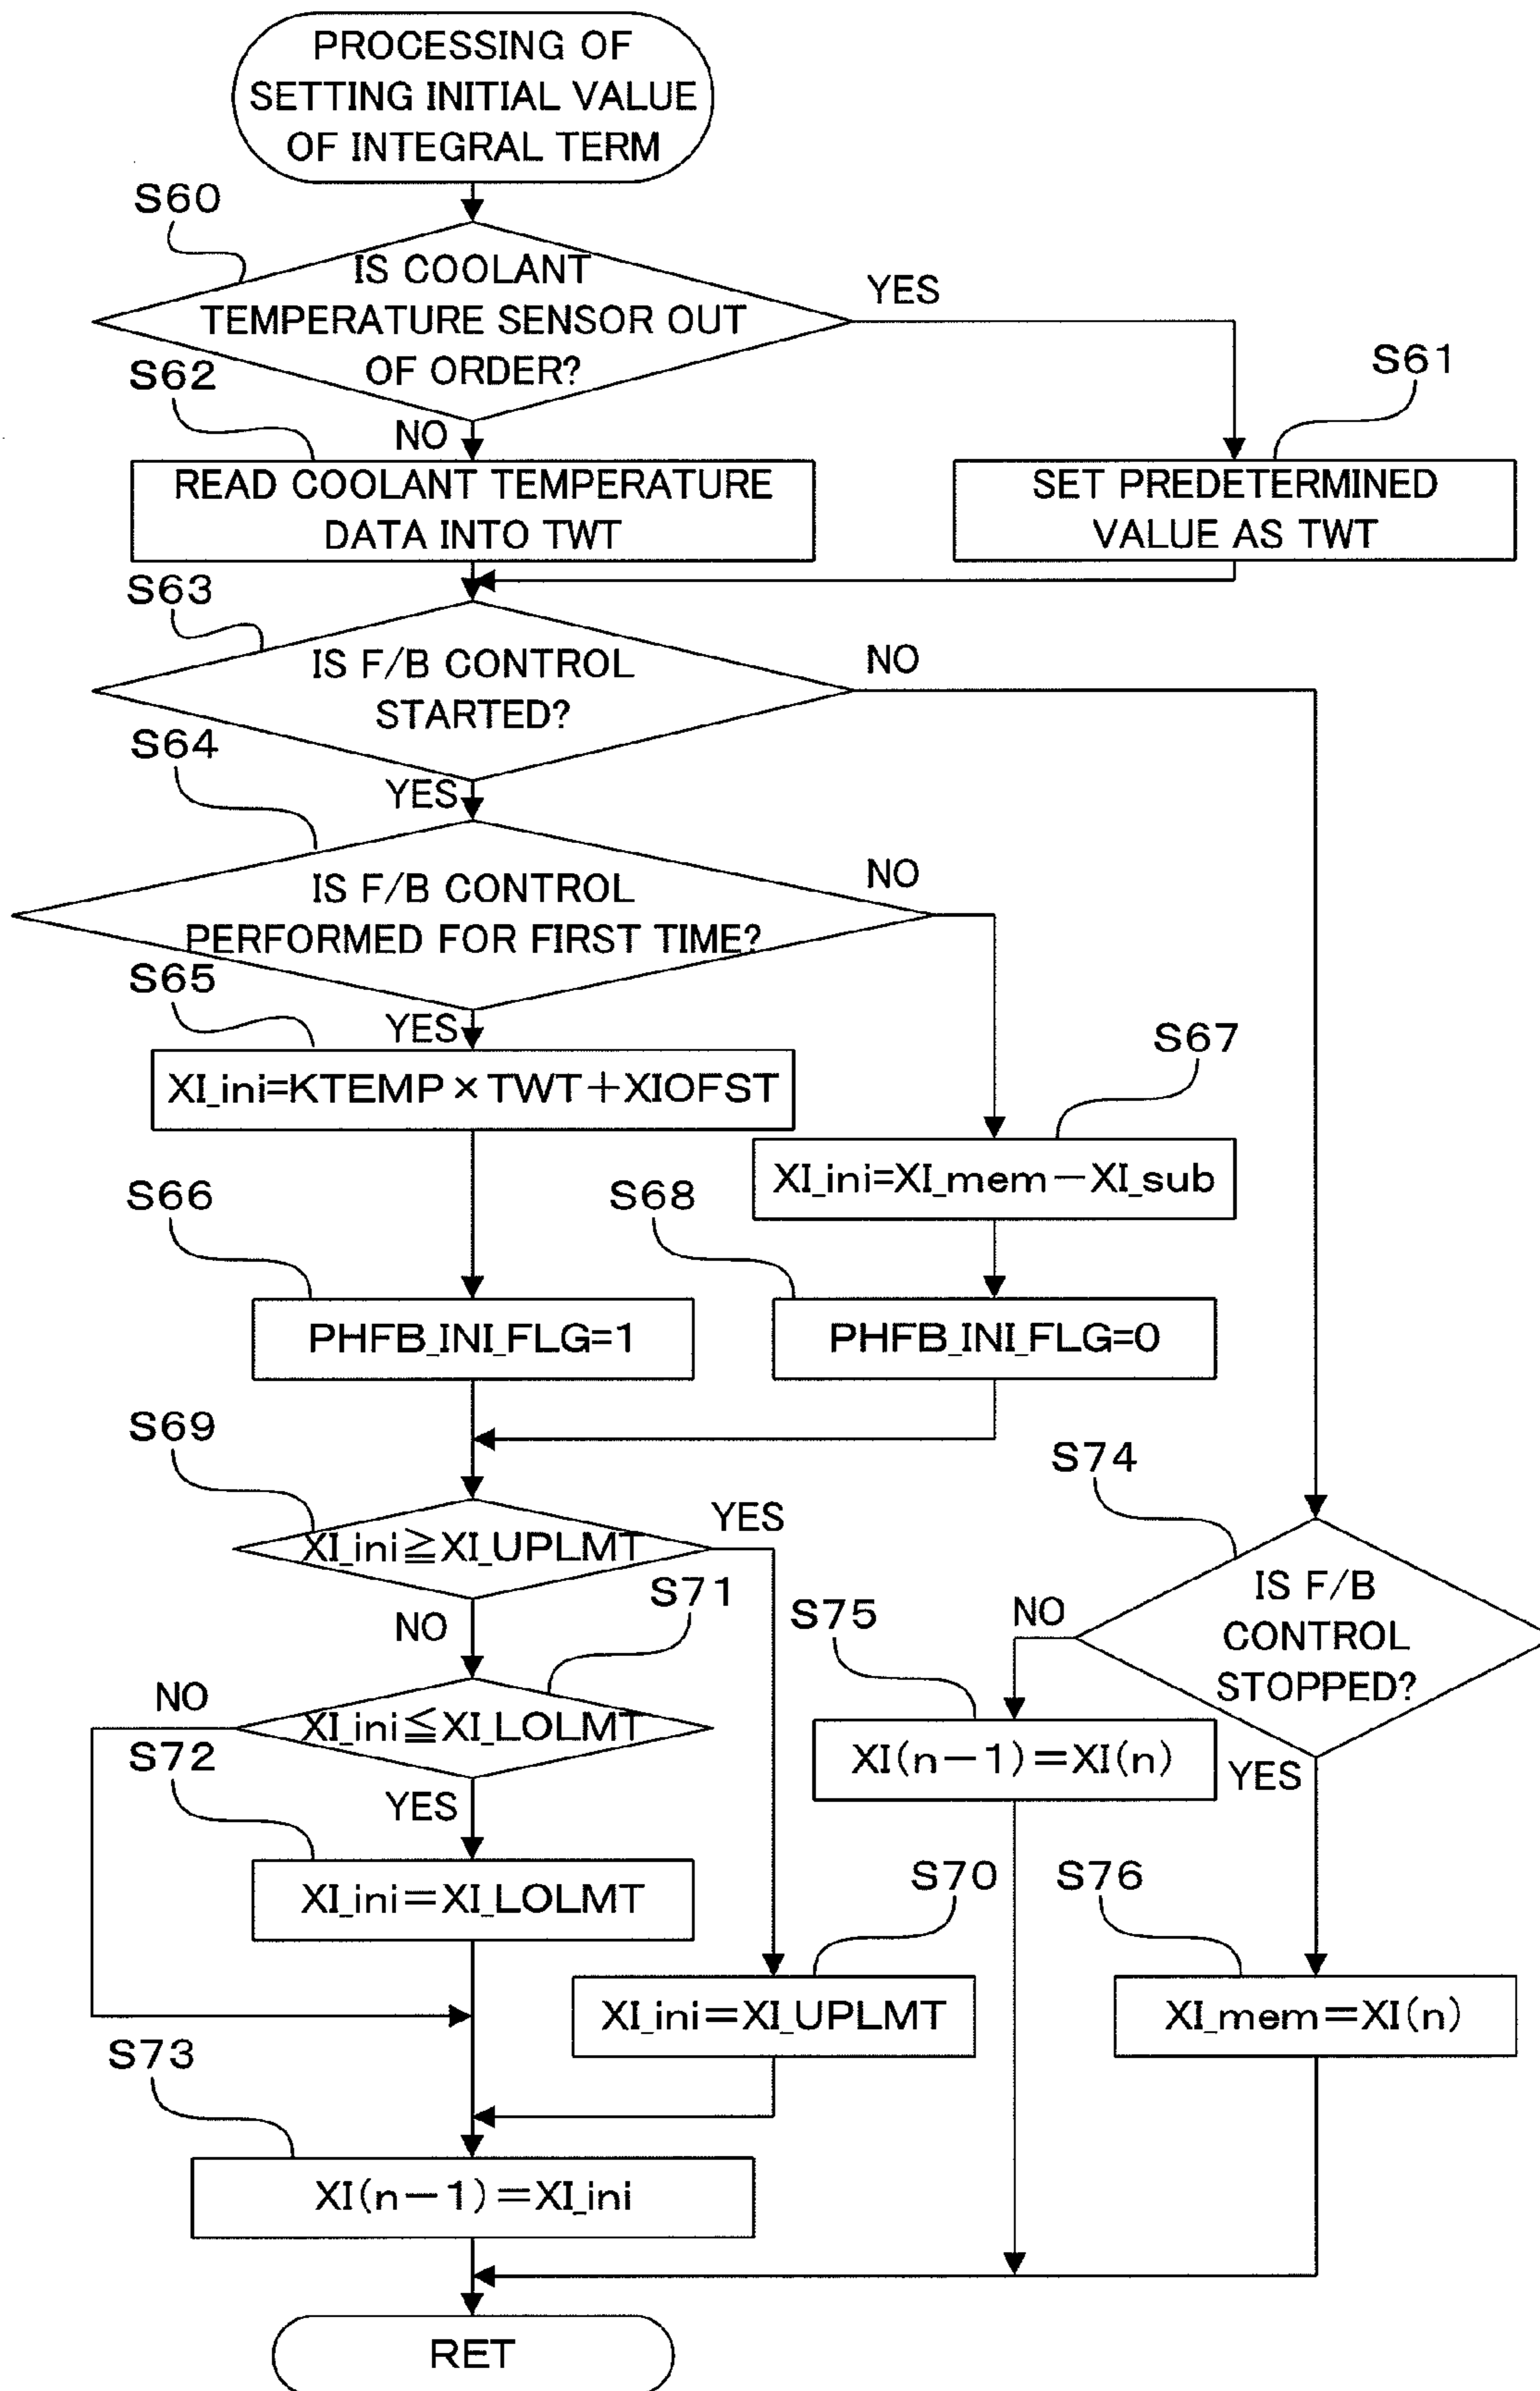 PROCESSING OF
SETTING INITIAL VALUE
OF INTEGRAL TERM
S60
IS COOLANT
TEMPERATURE SENSOR OUT
OF ORDER?
YES
S61
S62
NO
READ COOLANT TEMPERATURE
DATA INTO TWT
SET PREDETERMINED
VALUE AS TWT
S63
IS F/B CONTROL
STARTED?
NO
S64
YES
IS F/B CONTROL
PERFORMED FOR FIRST TIME?
NO
S65
YES
XI_ini=KTEMP×TWT+XIOFST
S67
XI_ini=XI_mem−XI_sub
S66
S68
PHFB_INI_FLG=1
PHFB_INI_FLG=0
S69
S74
XI_ini≧XI_UPLMT
YES
S71
NO
IS F/B
CONTROL
STOPPED?
NO
S75
NO
XI_ini≦XI_LOLMT
S72
XI(n−1)=XI(n)
YES
YES
XI_ini=XI_LOLMT
S70
S76
XI_ini=XI_UPLMT
XI_mem=XI(n)
S73
XI(n−1)=XI_ini
RET